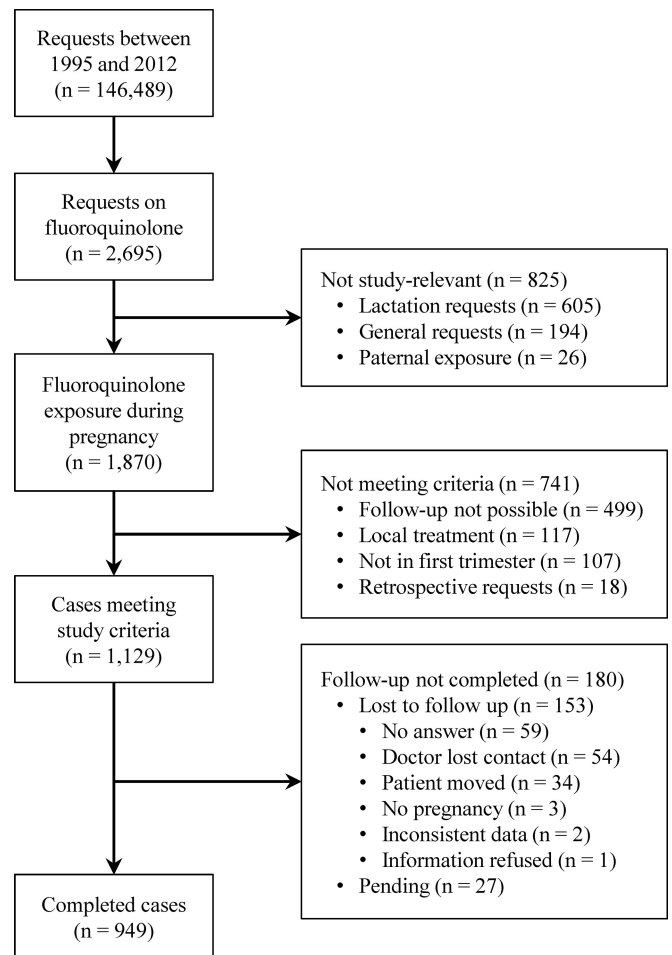 Requests between
1995 and 2012
(n = 146,489)
Requests on
fluoroquinolone
(n = 2,695)
Not study-relevant (n = 825)
• Lactation requests (n = 605)
• General requests (n = 194)
• Paternal exposure (n = 26)
Fluoroquinolone
exposure during
pregnancy
(n = 1,870)
Not meeting criteria (n = 741)
• Follow-up not possible (n = 499)
• Local treatment (n = 117)
• Not in first trimester (n = 107)
• Retrospective requests (n = 18)
Cases meeting
study criteria
(n = 1,129)
Follow-up not completed (n = 180)
• Lost to follow up (n = 153)
• No answer (n = 59)
• Doctor lost contact (n = 54)
• Patient moved (n = 34)
• No pregnancy (n = 3)
• Inconsistent data (n = 2)
• Information refused (n = 1)
• Pending (n = 27)
Completed cases
(n = 949)